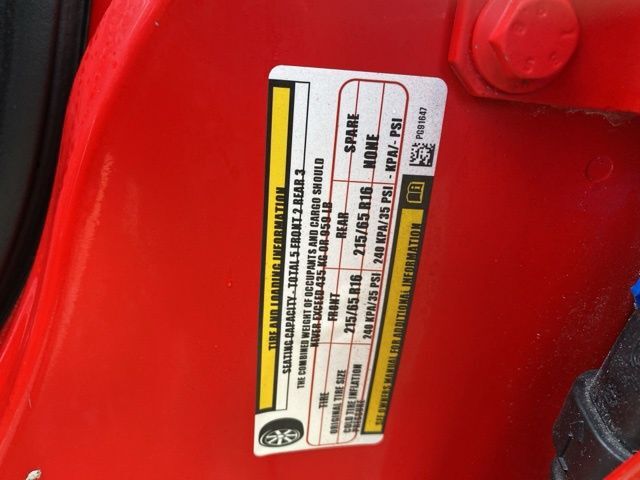 TIRE AND LOADING INFORMATION
SEATING CAPACITY - TOTAL 5 FRONT 2 REAR 3
THE COMBINED WEIGHT OF OCCUPANTS AND CARGO SHOULD
NEVER EXCEED 435 KG OR 959 LB
TIRE FRONT REAR SPARE
ORIGINAL TIRE SIZE 215/65 R16 215/65 R16 NONE
COLD TIRE INFLATION PRESSURE 240 KPA/35 PSI 240 KPA/35 PSI - KPA/- PSI
SEE OWNERS MANUAL FOR ADDITIONAL INFORMATION
PG91647